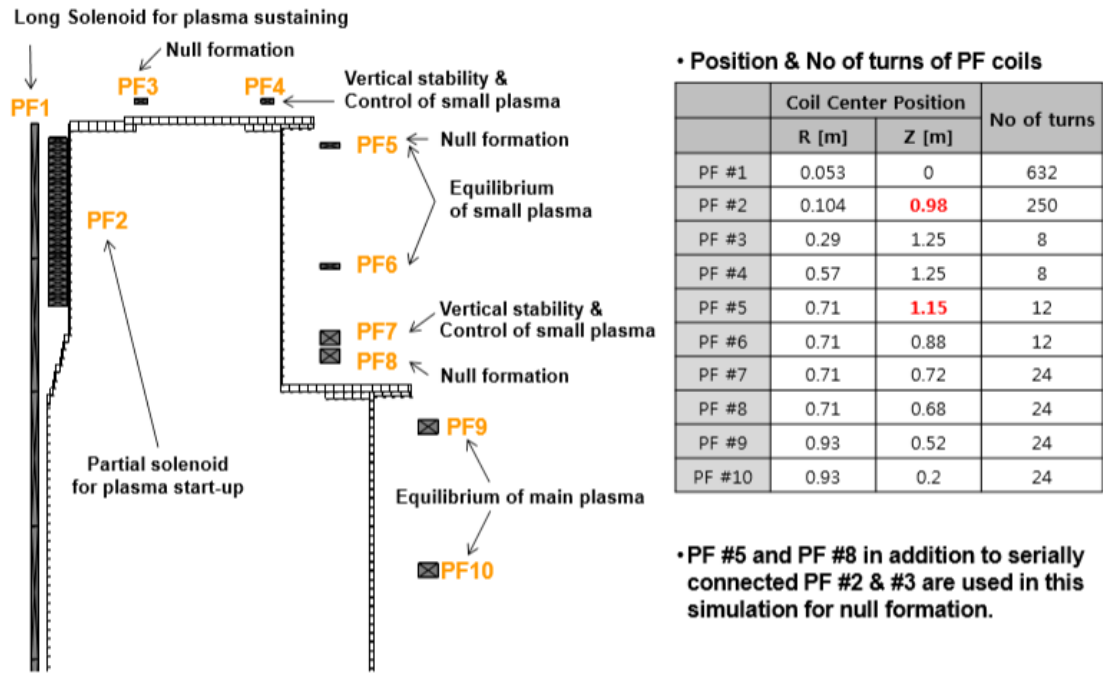 Long Solenoid for plasma sustaining
Null formation
PF3
PF4
Vertical stability &
Control of small plasma
PF1
PF5
Null formation
Equilibrium
of small plasma
PF2
PF6
Vertical stability &
Control of small plasma
PF7
PF8
Null formation
PF9
Partial solenoid
for plasma start-up
Equilibrium of main plasma
PF10
• Position & No of turns of PF coils
Coil Center Position No of turns
R [m] Z [m]
PF #1 0.053 0 632
PF #2 0.104 0.98 250
PF #3 0.29 1.25 8
PF #4 0.57 1.25 8
PF #5 0.71 1.15 12
PF #6 0.71 0.88 12
PF #7 0.71 0.72 24
PF #8 0.71 0.68 24
PF #9 0.93 0.52 24
PF #10 0.93 0.2 24
• PF #5 and PF #8 in addition to serially
connected PF #2 & #3 are used in this
simulation for null formation.